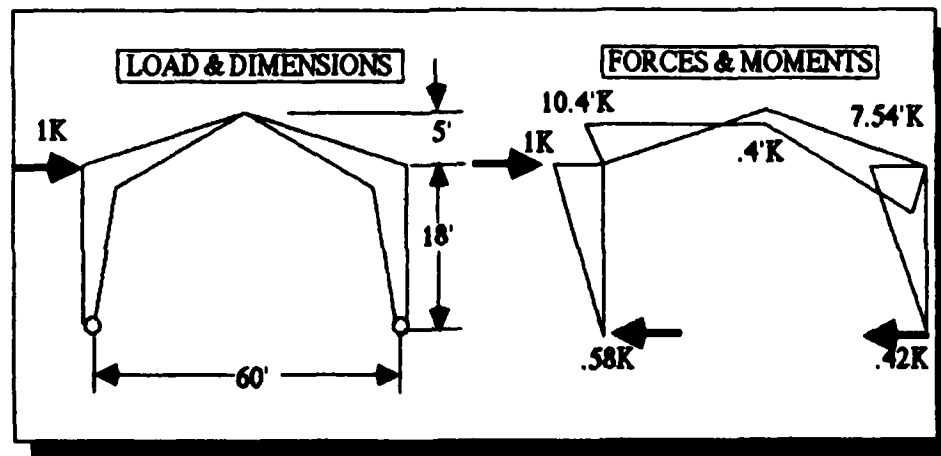 LOAD & DIMENSIONS
1K
5'
18'
60'
FORCES & MOMENTS
10.4'K
1K
.4'K
7.54'K
.58K
.42K